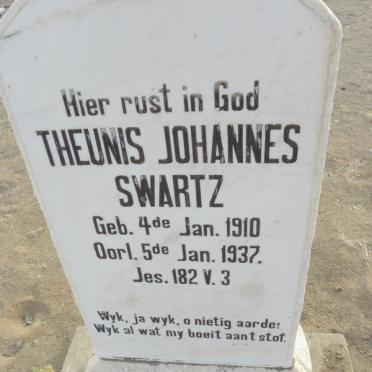 Hier rust in God
THEUNIS JOHANNES
SWARTZ
Geb. 4de Jan. 1910
Oorl. 5de Jan. 1937.
Jes. 182 V. 3
Wyk, ja wyk, o nietig aarde!
Wyk al wat my boeit aan t stof.